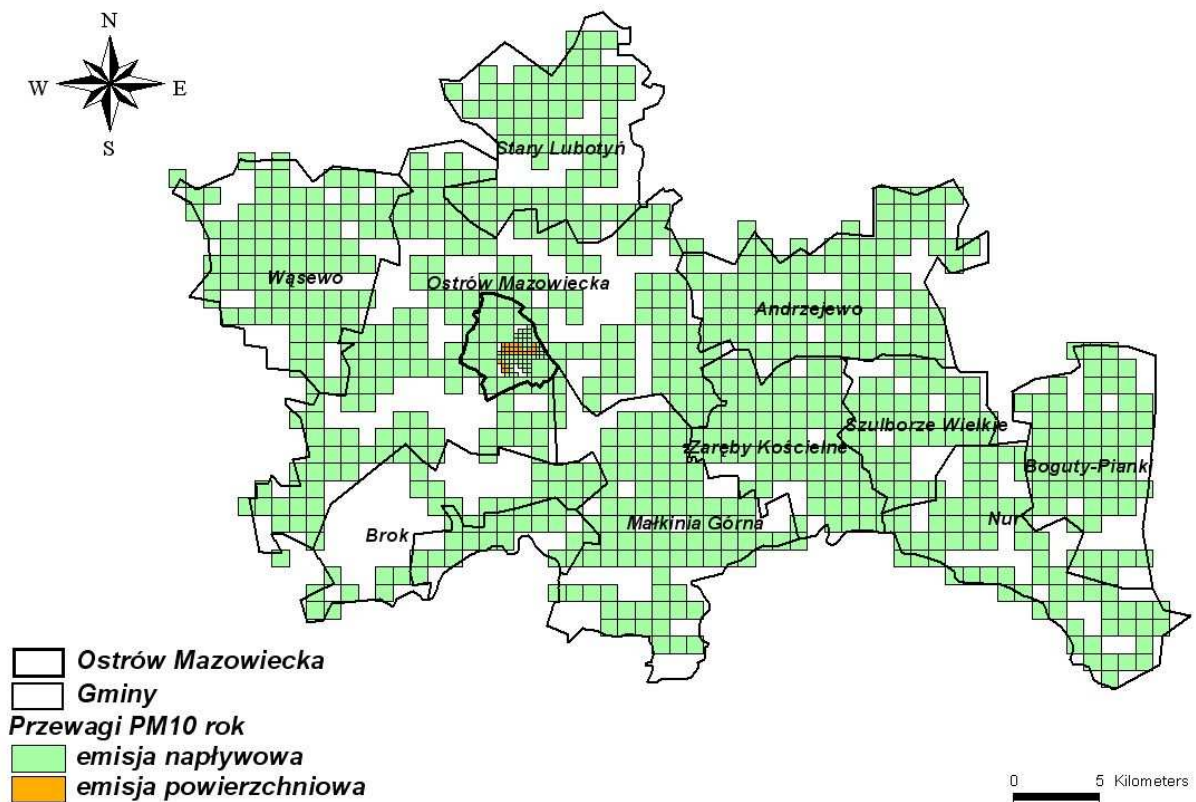 N
W E
S
Stary Lubotyń
Wąsewo
Ostrów Mazowiecka
Andrzejewo
Szulborze Wielkie
Zaręby Kościelne
Boguty-Piank
Małkinia Górna
Nur
Brok
Ostrów Mazowiecka
Gminy
Przewagi PM10 rok
emisja napływowa
emisja powierzchniowa
0 5 Kilometers